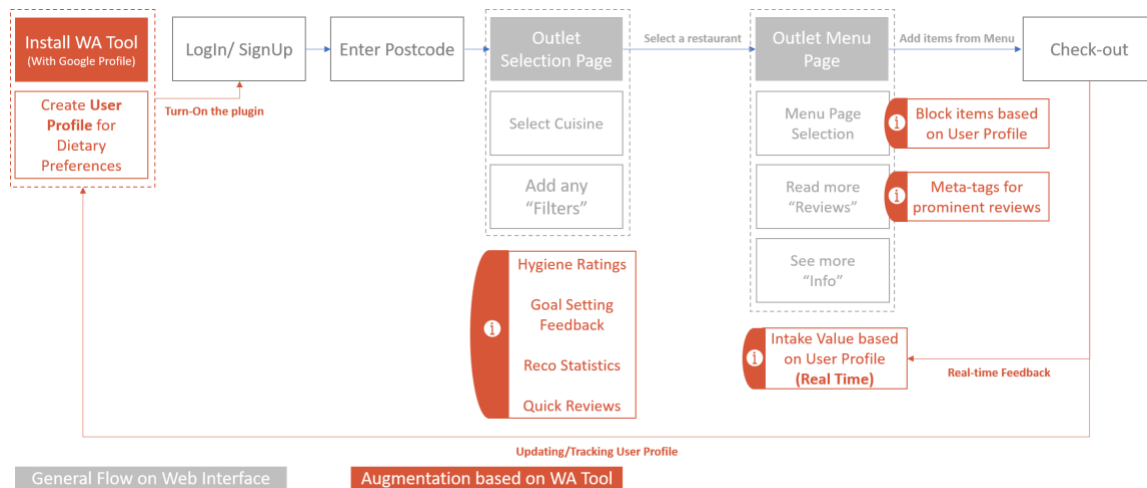 Install WA Tool
(With Google Profile)
Create User
Profile for
Dietary
Preferences
Turn-On the plugin
LogIn/ SignUp
Enter Postcode
Outlet
Selection Page
Select Cuisine
Add any
“Filters”
Hygiene Ratings
Goal Setting
Feedback
Reco Statistics
Quick Reviews
Select a restaurant
Outlet Menu
Page
Menu Page
Selection
Block items based
on User Profile
Read more
“Reviews”
Meta-tags for
prominent reviews
See more
“Info”
Intake Value based
on User Profile
(Real Time)
Add items from Menu
Check-out
Real-time Feedback
Updating/Tracking User Profile
General Flow on Web Interface
Augmentation based on WA Tool